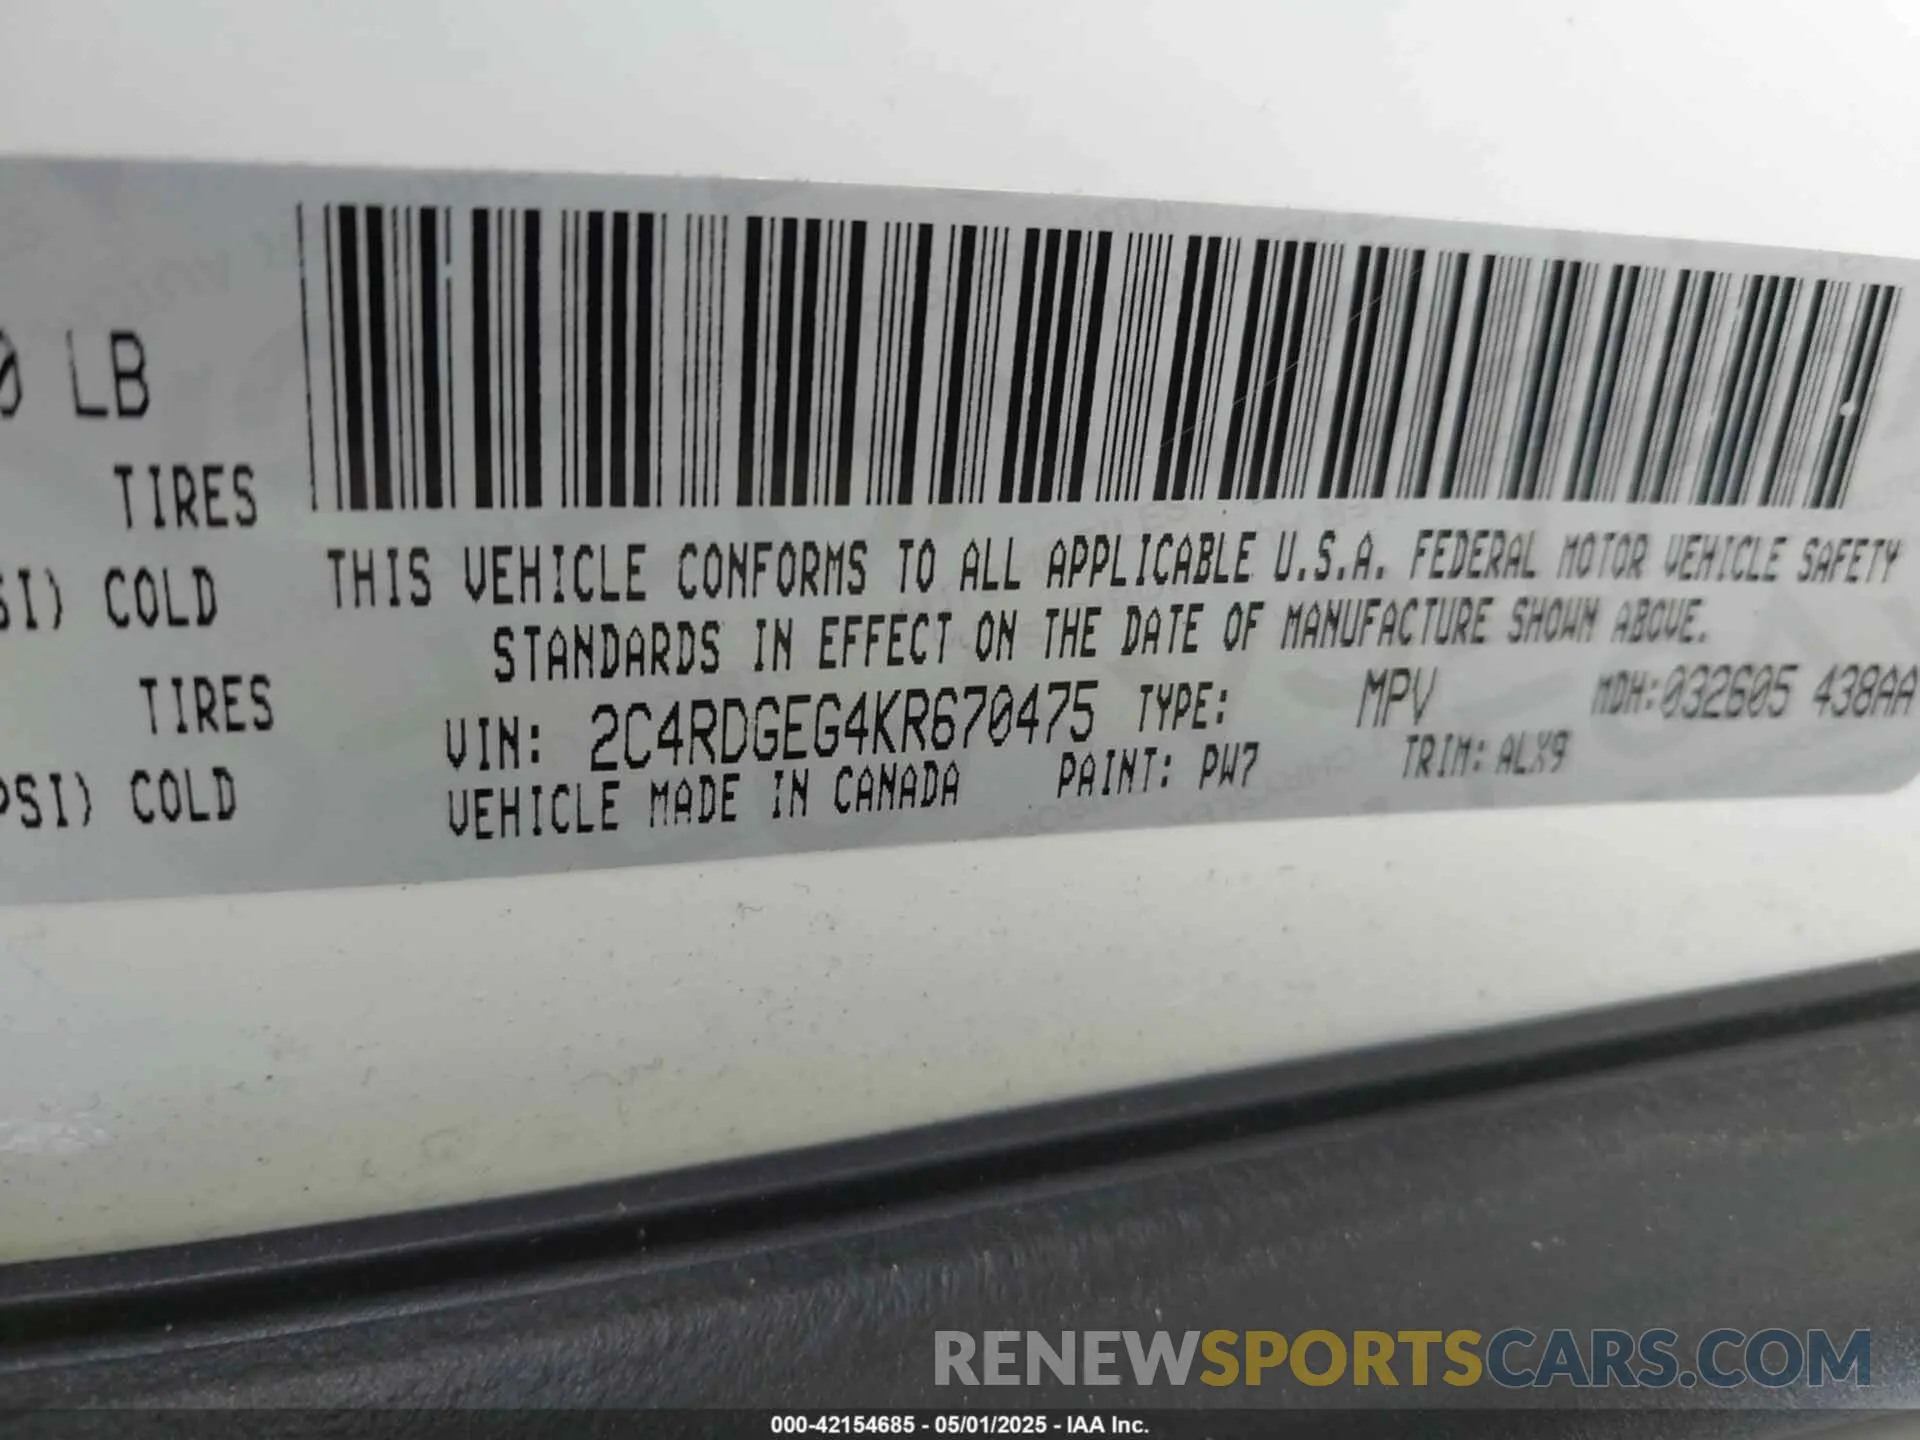 0 LB
TIRES
SI) COLD
TIRES
PSI) COLD
THIS VEHICLE CONFORMS TO ALL APPLICABLE U.S.A. FEDERAL MOTOR VEHICLE SAFETY
STANDARDS IN EFFECT ON THE DATE OF MANUFACTURE SHOWN ABOVE.
VIN: 2C4RDGEG4KR670475 TYPE: MPV MDH:032605 438AA
VEHICLE MADE IN CANADA PAINT: PW7 TRIM: ALX9
RENEWSPORTSCARS.COM
000-42154685 - 05/01/2025 - IAA Inc.